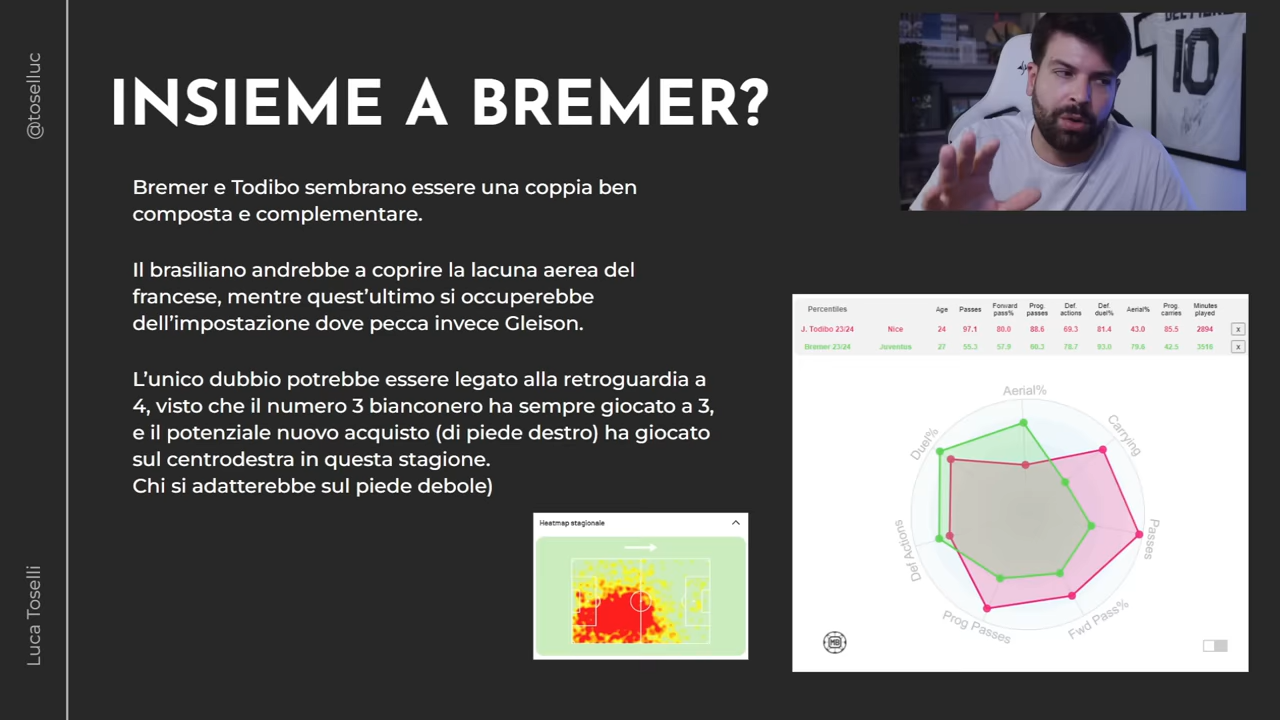 @toselluc
Luca Toselli
INSIEME A BREMER?
Bremer e Todibo sembrano essere una coppia ben
composta e complementare.
Il brasiliano andrebbe a coprire la lacuna aerea del
francese, mentre quest’ultimo si occuperebbe
dell’impostazione dove pecca invece Gleison.
L’unico dubbio potrebbe essere legato alla retroguardia a
4, visto che il numero 3 bianconero ha sempre giocato a 3,
e il potenziale nuovo acquisto (di piede destro) ha giocato
sul centrodestra in questa stagione.
Chi si adatterebbe sul piede debole)
Heatmap stagionale
10
Percentiles Age Passes Forward pass% Prog. passes Def. actions Def. duel% Aerial% Prog. carries Minutes played
J. Todibo 23/24 Nice 24 97.1 80.0 88.6 69.3 81.4 43.0 85.5 2894 x
Bremer 23/24 Juventus 27 55.3 57.9 78.7 93.0 79.6 42.5 3516 x
Aerial%
Carrying
Passes
Fwd Pass%
Prog Passes
Def Actions
Duel%
MB